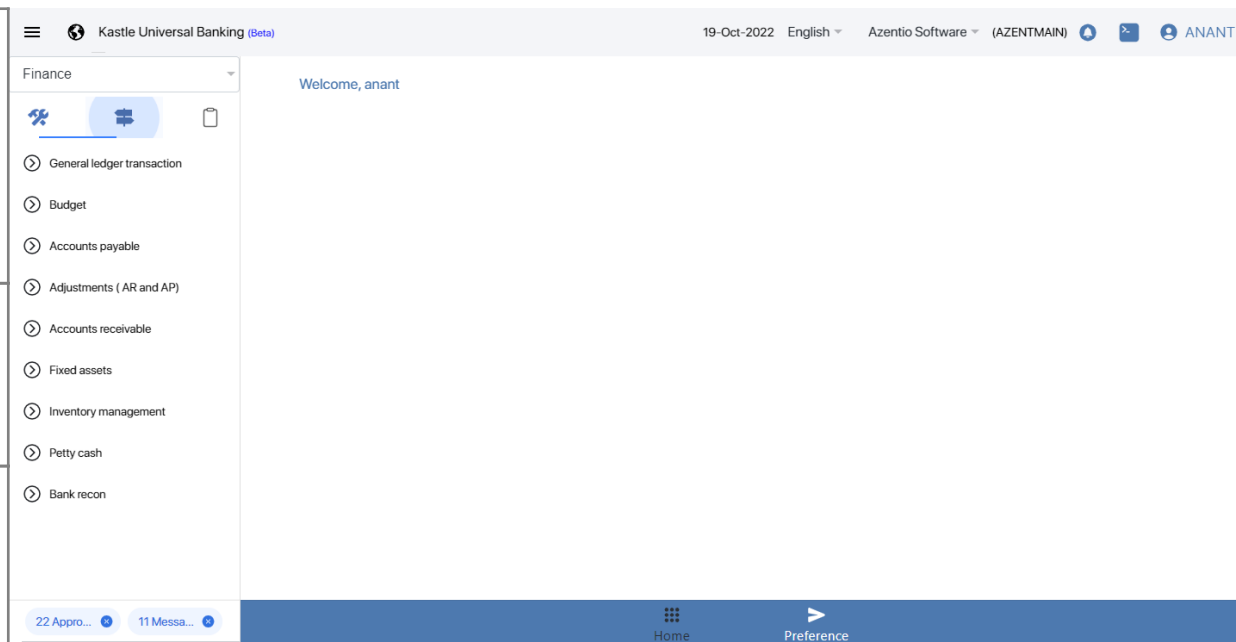 Kastle Universal Banking (Beta) 19-Oct-2022 English Azentio Software (AZENTMAIN) ANANT
Finance
Welcome, anant
General ledger transaction
Budget
Accounts payable
Adjustments ( AR and AP)
Accounts receivable
Fixed assets
Inventory management
Petty cash
Bank recon
22 Appro... 11 Messa...
Home Preference